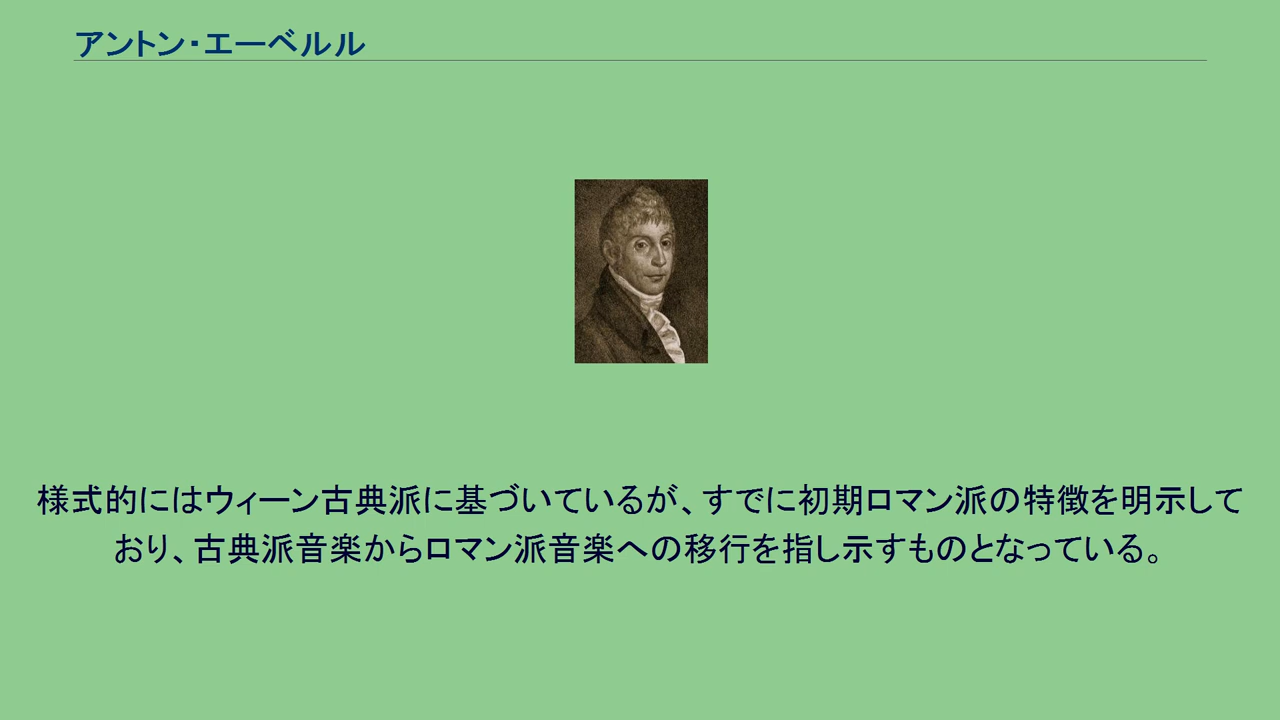 アントン・エーベルル
様式的にはウィーン古典派に基づいているが、すでに初期ロマン派の特徴を明示して
おり、古典派音楽からロマン派音楽への移行を指し示すものとなっている。